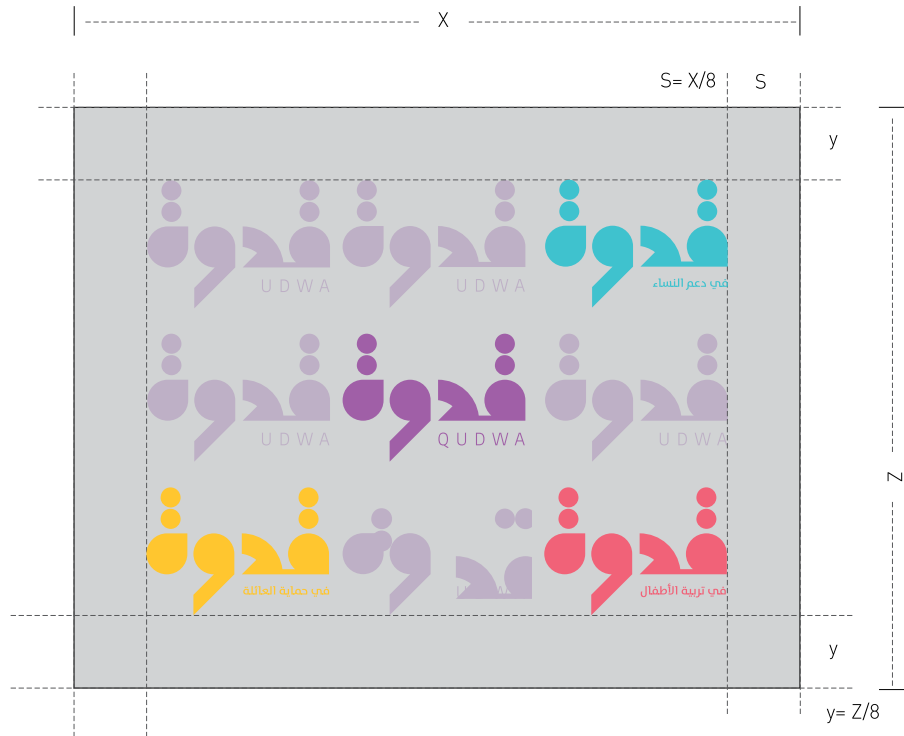 X
S= X/8 S
y
قدوة قدوة قدوة
UDWA UDWA في دعم النساء
قدوة قدوة قدوة
UDWA QUDWA UDWA
Z
قدوة قدوة قدوة
في حماية العائلة في تربية الأطفال
y
y= Z/8